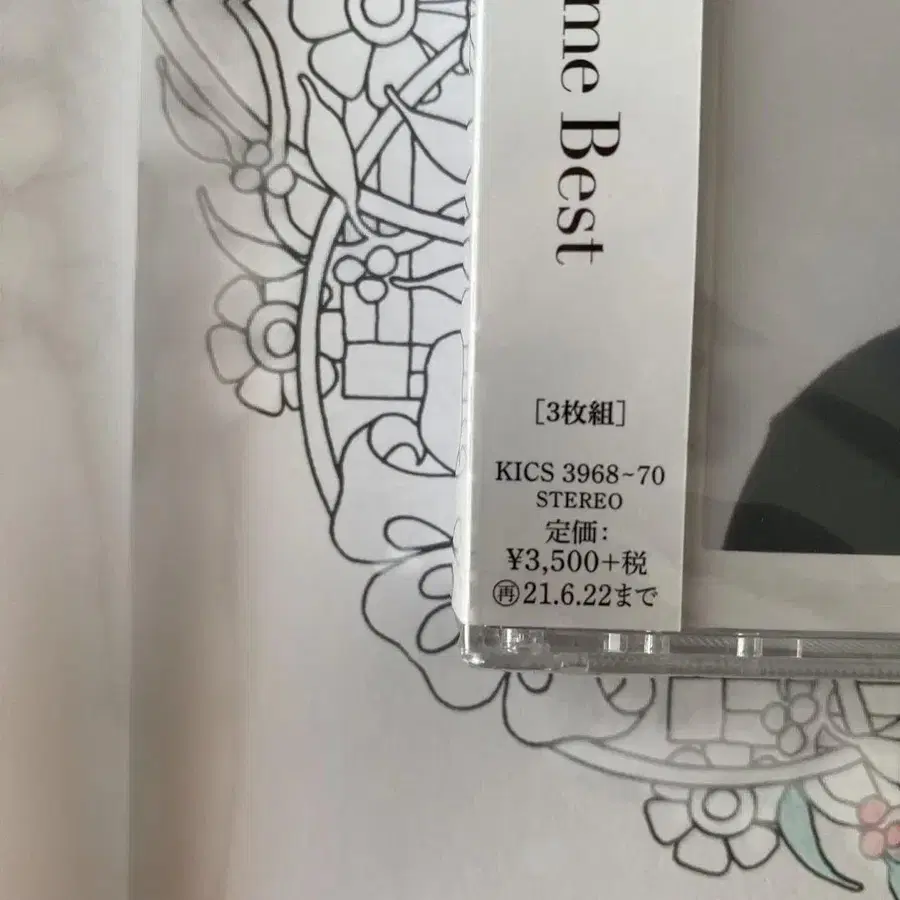 me Best
[3枚組]
KICS 3968~70
STEREO
定価:
¥3,500+税
㊢21.6.22まで